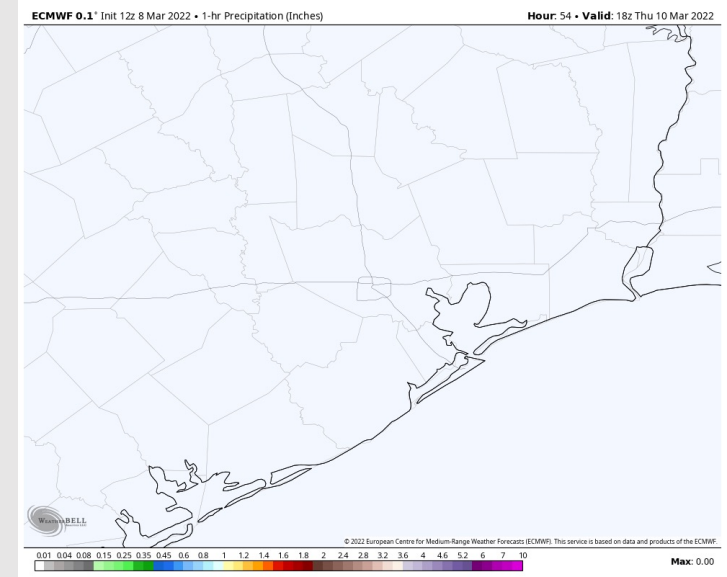 ECMWF 0.1° Init 12z 8 Mar 2022 • 1-hr Precipitation (Inches) Hour: 54 • Valid: 18z Thu 10 Mar 2022
WeatherBELL
© 2022 European Centre for Medium-Range Weather Forecasts (ECMWF). This service is based on data and products of the ECMWF.
0.01 0.04 0.08 0.15 0.25 0.35 0.45 0.6 0.8 1 1.2 1.4 1.6 1.8 2 2.4 2.8 3.2 3.6 4 4.6 5.2 6 7 10 Max: 0.00